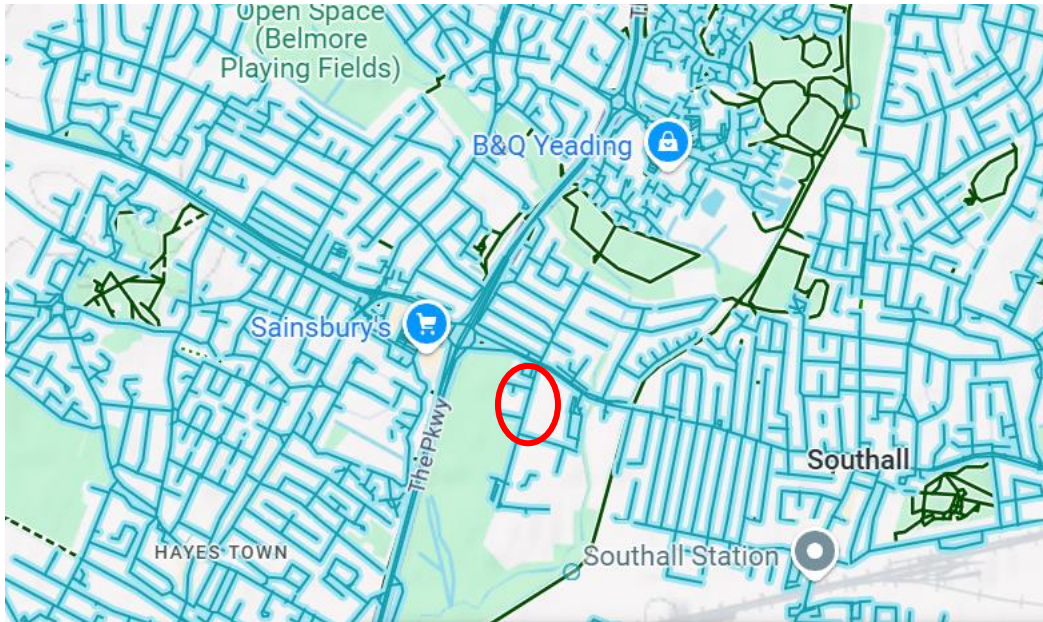 Open Space
(Belmore
Playing Fields)
B&Q Yeading
Sainsbury's
The Pkwy
Southall
HAYES TOWN
Southall Station